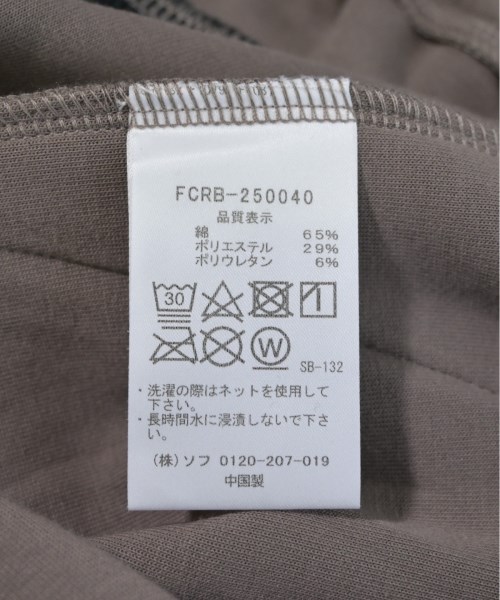 FCRB-250040
品質表示
綿 65%
ポリエステル 29%
ポリウレタン 6%
30
W
SB-132
・洗濯の際はネットを使用して
下さい。
・長時間水に浸漬しないで下さ
い。
(株)ソフ 0120-207-019
中国製